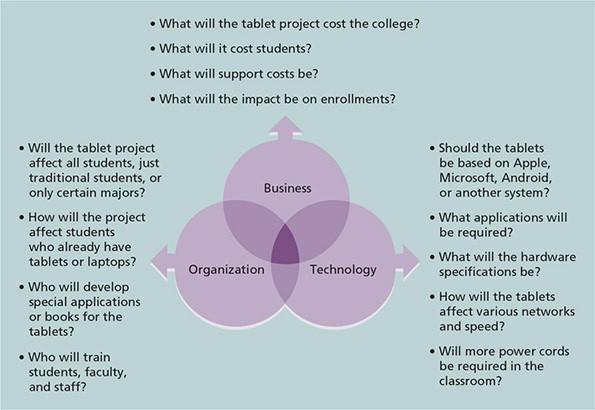 • What will the tablet project cost the college?
• What will it cost students?
• What will support costs be?
• What will the impact be on enrollments?
• Will the tablet project
affect all students, just
traditional students, or
only certain majors?
• How will the project
affect students
who already have
tablets or laptops?
• Who will develop
special applications
or books for the
tablets?
• Who will train
students, faculty,
and staff?
Business
Organization
Technology
• Should the tablets
be based on Apple,
Microsoft, Android,
or another system?
• What applications will
be required?
• What will the hardware
specifications be?
• How will the tablets
affect various networks
and speed?
• Will more power cords
be required in the
classroom?